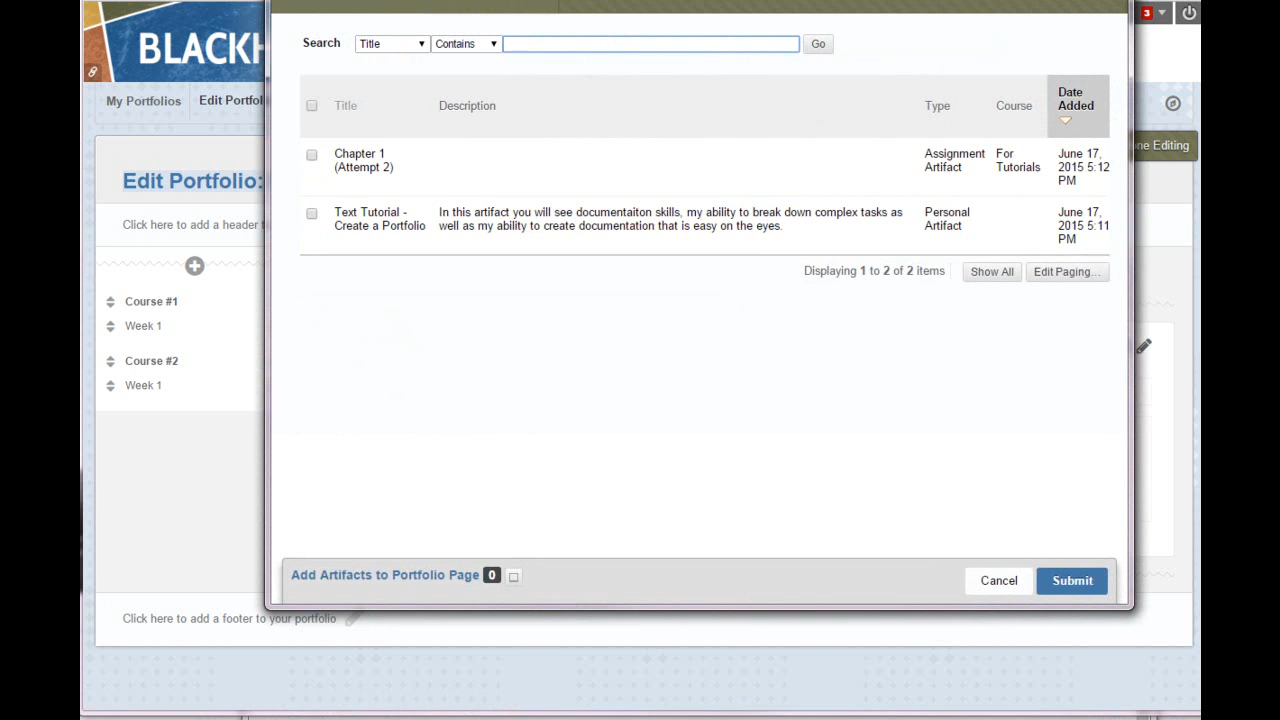 BLACKH
3
Search Title Contains Go
My Portfolios Edit Portfol
Title Description Type Course Date
Added
Chapter 1
(Attempt 2)
Assignment
Artifact
For
Tutorials
June 17,
2015 5:12
PM
ne Editing
Edit Portfolio:
Text Tutorial -
Create a Portfolio
In this artifact you will see documentaiton skills, my ability to break down complex tasks as
well as my ability to create documentation that is easy on the eyes.
Personal
Artifact
June 17,
2015 5:11
PM
Click here to add a header t
Displaying 1 to 2 of 2 items Show All Edit Paging...
Course #1
Week 1
Course #2
Week 1
Add Artifacts to Portfolio Page 0
Cancel Submit
Click here to add a footer to your portfolio